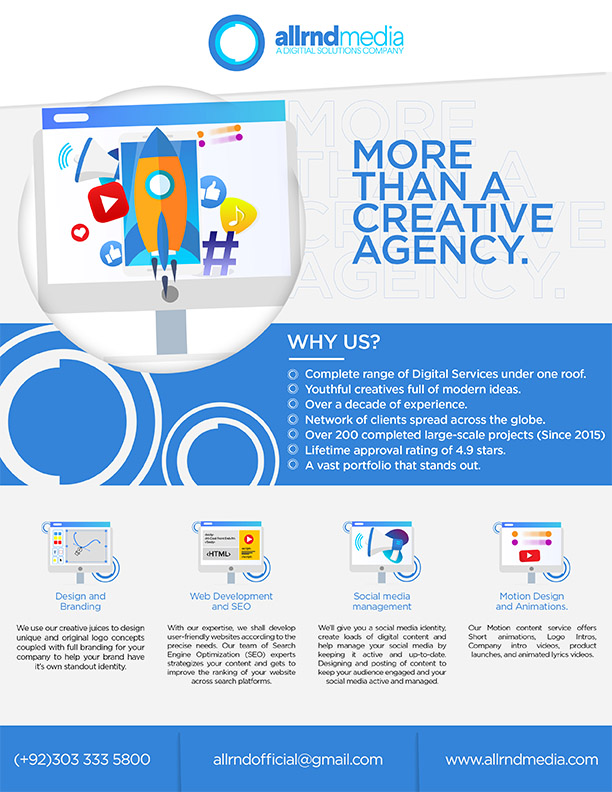 allrndmedia
A DIGITIAL SOLUTIONS COMPANY
MORE
THAN A
CREATIVE
AGENCY.
MORE
THAN A
CREATIVE
AGENCY.
WHY US?
Complete range of Digital Services under one roof.
Youthful creatives full of modern ideas.
Over a decade of experience.
Network of clients spread across the globe.
Over 200 completed large-scale projects (Since 2015)
Lifetime approval rating of 4.9 stars.
A vast portfolio that stands out.
Design and
Branding
We use our creative juices to design
unique and original logo concepts
coupled with full branding for your
company to help your brand have
it's own standout identity.
<HTML>
Web Development
and SEO
With our expertise, we shall develop
user-friendly websites according to the
precise needs. Our team of Search
Engine Optimization (SEO) experts
strategizes your content and gets to
improve the ranking of your website
across search platforms.
Social media
management
We'll give you a social media identity,
create loads of digital content and
help manage your social media by
keeping it active and up-to-date.
Designing and posting of content to
keep your audience engaged and your
social media active and managed.
Motion Design
and Animations.
Our Motion content service offers
Short animations, Logo Intros,
Company intro videos, product
launches, and animated lyrics videos.
(+92)303 333 5800
allrndofficial@gmail.com
www.allrndmedia.com